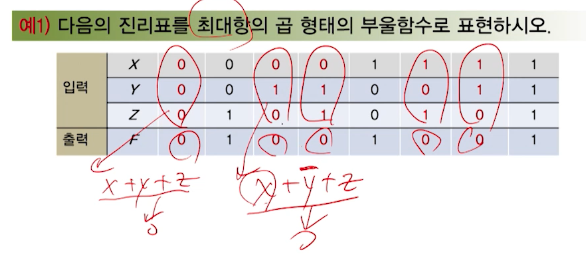 예1) 다음의 진리표를 최대항의 곱 형태의 부울함수로 표현하시오.
입력 X 0 0 0 0 1 1 1 1
Y 0 0 1 1 0 0 1 1
Z 0 1 0 1 0 1 0 1
출력 F 0 1 0 0 1 0 0 1
x+y+z x+y̅+z
0 0